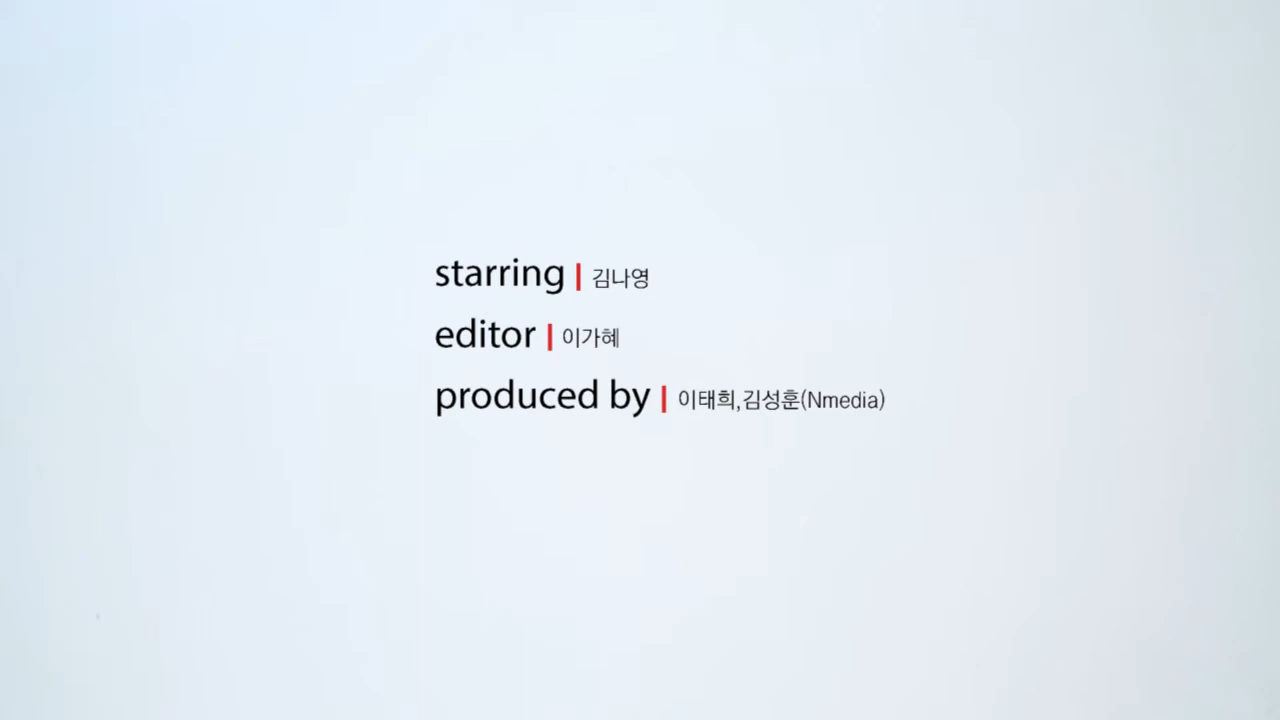 starring | 김나영
editor | 이가혜
produced by | 이태희,김성훈(Nmedia)